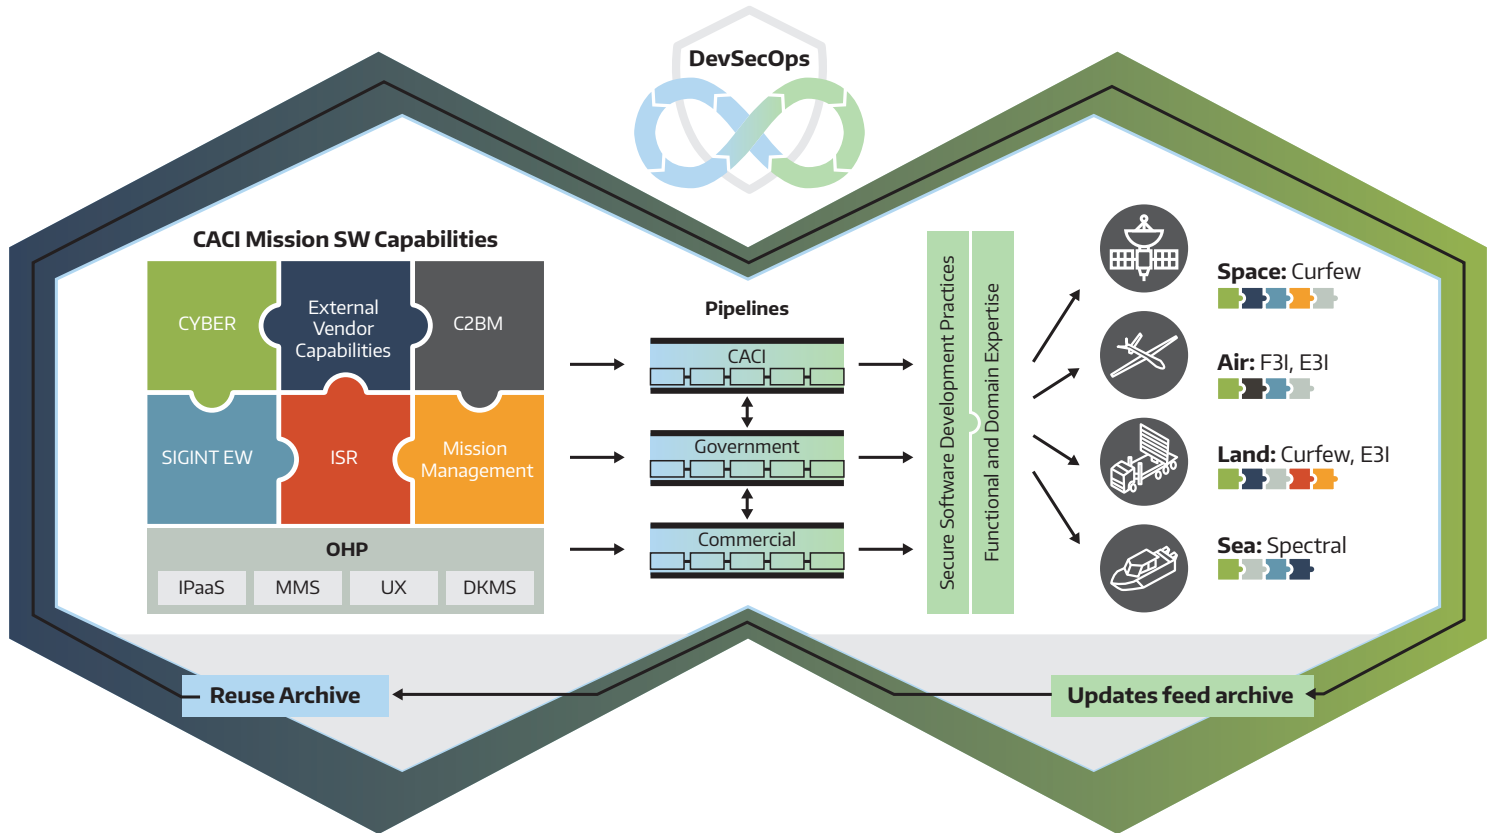 DevSecOps
CACI Mission SW Capabilities
CYBER
External
Vendor
Capabilities
C2BM
SIGINT EW
ISR
Mission
Management
OHP
IPaaS
MMS
UX
DKMS
Pipelines
CACI
Government
Commercial
Secure Software Development Practices
Functional and Domain Expertise
Space: Curfew
Air: F3I, E3I
Land: Curfew, E3I
Sea: Spectral
Reuse Archive
Updates feed archive